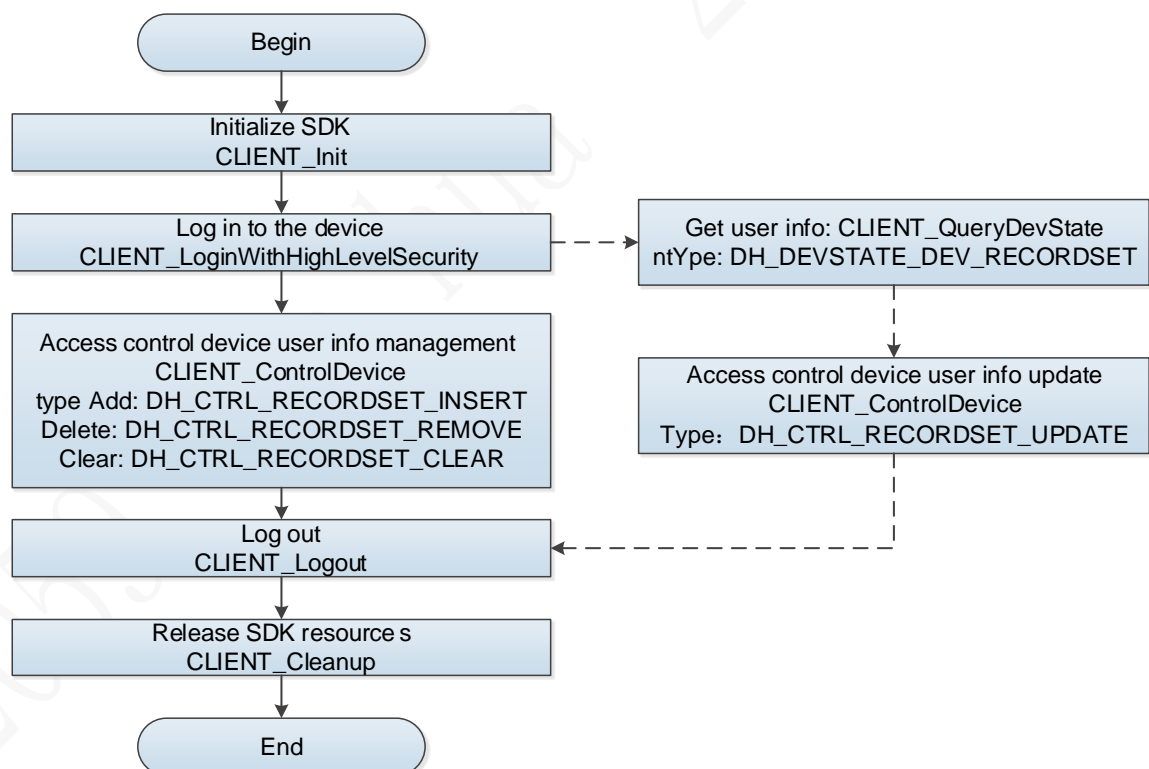 Begin
Initialize SDK
CLIENT_Init
Log in to the device
CLIENT_LoginWithHighLevelSecurity
Get user info: CLIENT_QueryDevState
ntYpe: DH_DEVSTATE_DEV_RECORDSET
Access control device user info management
CLIENT_ControlDevice
type Add: DH_CTRL_RECORDSET_INSERT
Delete: DH_CTRL_RECORDSET_REMOVE
Clear: DH_CTRL_RECORDSET_CLEAR
Access control device user info update
CLIENT_ControlDevice
Type：DH_CTRL_RECORDSET_UPDATE
Log out
CLIENT_Logout
Release SDK resource s
CLIENT_Cleanup
End